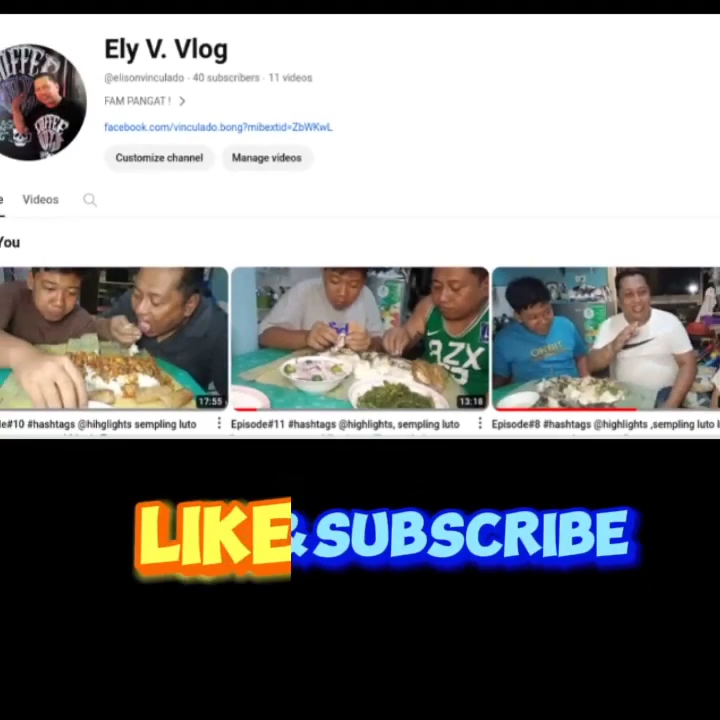 Ely V. Vlog
@elisonvinculado · 40 subscribers · 11 videos
FAM PANGAT !
facebook.com/vinculado.bong?mibextid=ZbWKwL
Customize channel Manage videos
Videos
You
17:55 13:18
e#10 #hashtags @hihglights sempling luto
Episode#11 #hashtags @highlights, sempling luto
Episode#8 #hashtags @highlights ,sempling luto
LIKE & SUBSCRIBE